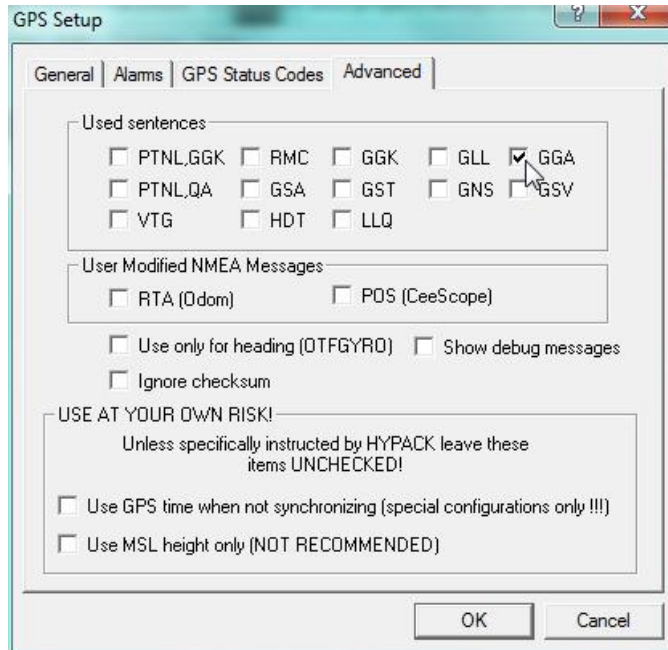 GPS Setup
General Alarms GPS Status Codes Advanced
Used sentences
PTNL,GGK RMC GGK GLL GGA
PTNL,QA GSA GST GNS GSV
VTG HDT LLQ
User Modified NMEA Messages
RTA (Odom) POS (CeeScope)
Use only for heading (OTFGYRO) Show debug messages
Ignore checksum
USE AT YOUR OWN RISK!
Unless specifically instructed by HYPACK leave these
items UNCHECKED!
Use GPS time when not synchronizing (special configurations only !!!)
Use MSL height only (NOT RECOMMENDED)
OK Cancel